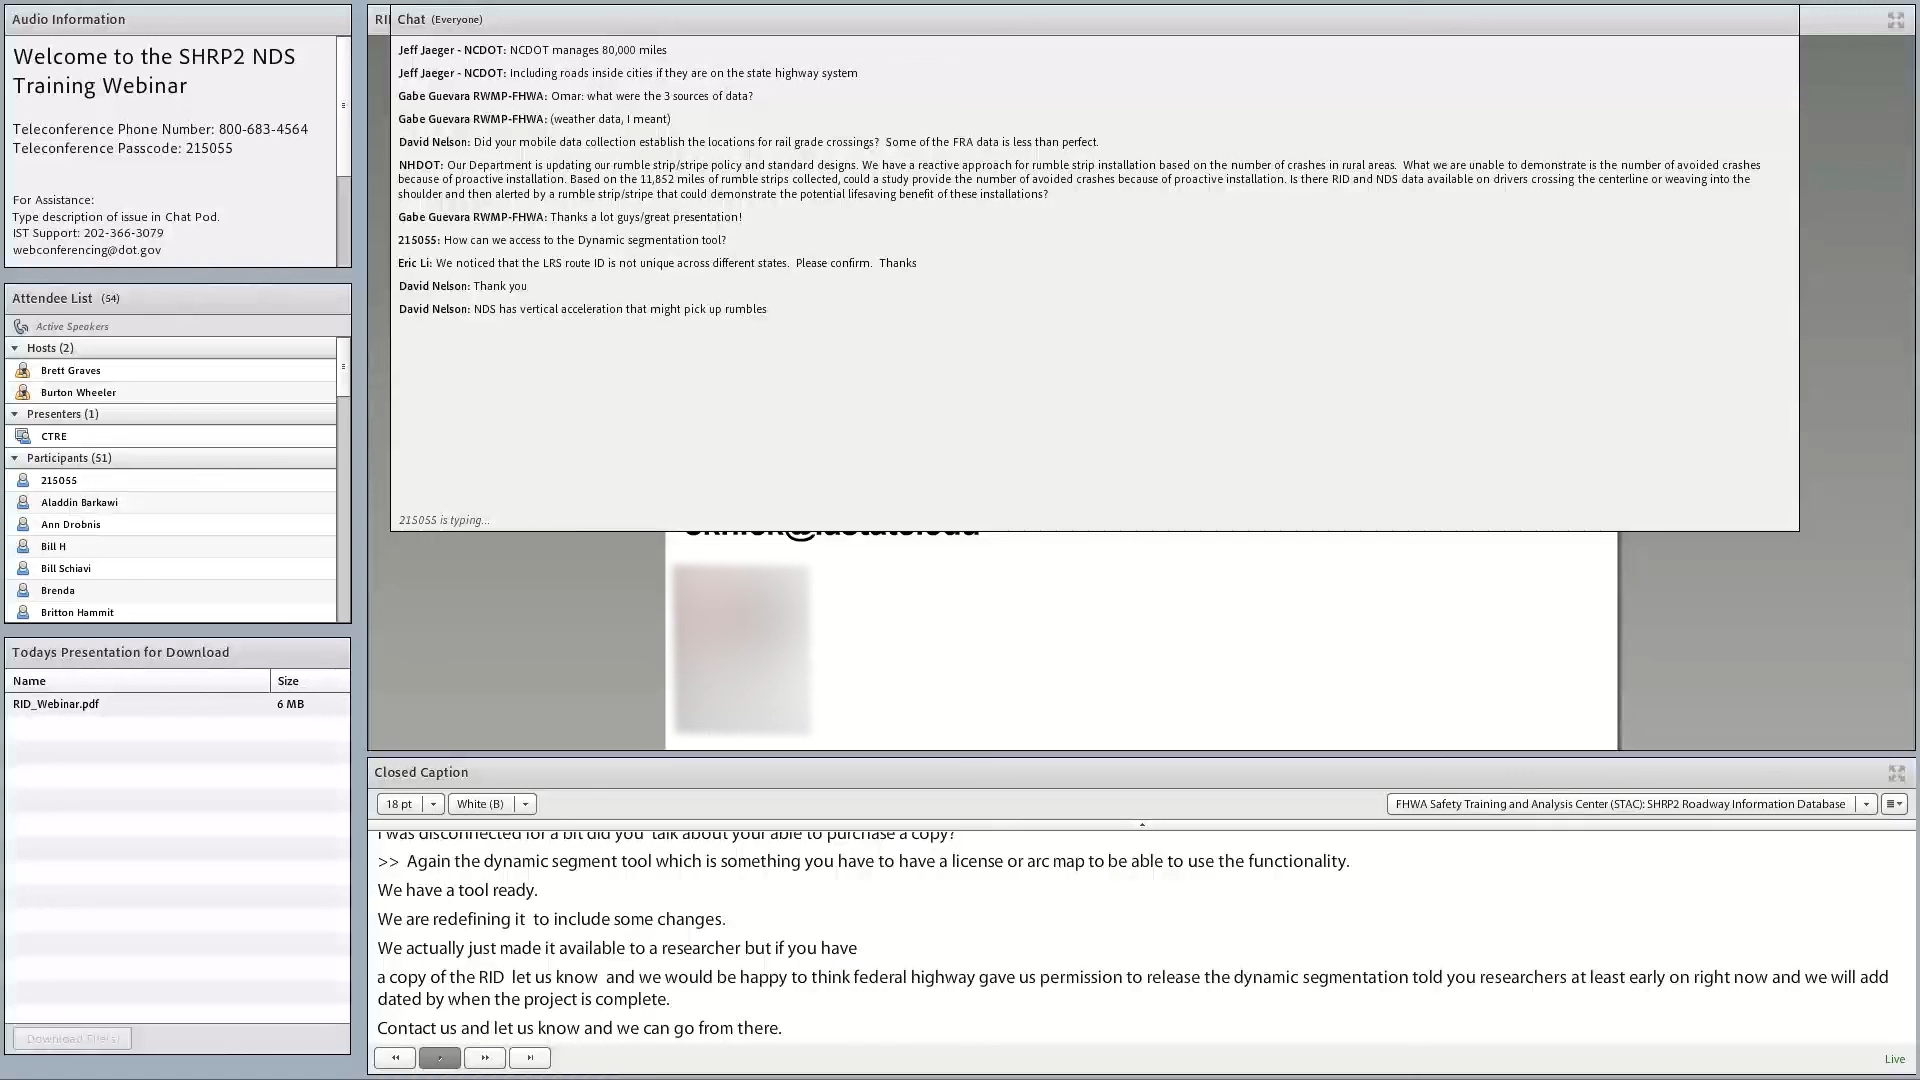 Audio Information
Welcome to the SHRP2 NDS
Training Webinar
Teleconference Phone Number: 800-683-4564
Teleconference Passcode: 215055
For Assistance:
Type description of issue in Chat Pod.
IST Support: 202-366-3079
webconferencing@dot.gov
Attendee List (54)
Active Speakers
Hosts (2)
Brett Graves
Burton Wheeler
Presenters (1)
CTRE
Participants (51)
215055
Aladdin Barkawi
Ann Drobnis
Bill H
Bill Schiavi
Brenda
Britton Hammit
Todays Presentation for Download
Name Size
RID_Webinar.pdf 6 MB
Download File(s)
Chat (Everyone)
Jeff Jaeger - NCDOT: NCDOT manages 80,000 miles
Jeff Jaeger - NCDOT: Including roads inside cities if they are on the state highway system
Gabe Guevara RWMP-FHWA: Omar: what were the 3 sources of data?
Gabe Guevara RWMP-FHWA: (weather data, I meant)
David Nelson: Did your mobile data collection establish the locations for rail grade crossings?  Some of the FRA data is less than perfect.
NHDOT: Our Department is updating our rumble strip/stripe policy and standard designs. We have a reactive approach for rumble strip installation based on the number of crashes in rural areas.  What we are unable to demonstrate is the number of avoided crashes
because of proactive installation. Based on the 11,852 miles of rumble strips collected, could a study provide the number of avoided crashes because of proactive installation. Is there RID and NDS data available on drivers crossing the centerline or weaving into the
shoulder and then alerted by a rumble strip/stripe that could demonstrate the potential lifesaving benefit of these installations?
Gabe Guevara RWMP-FHWA: Thanks a lot guys/great presentation!
215055: How can we access to the Dynamic segmentation tool?
Eric Li: We noticed that the LRS route ID is not unique across different states.  Please confirm.  Thanks
David Nelson: Thank you
David Nelson: NDS has vertical acceleration that might pick up rumbles
215055 is typing...
Closed Caption
18 pt White (B) FHWA Safety Training and Analysis Center (STAC): SHRP2 Roadway Information Database
I was disconnected for a bit did you  talk about your able to purchase a copy?
>>  Again the dynamic segment tool which is something you have to have a license or arc map to be able to use the functionality.
We have a tool ready.
We are redefining it  to include some changes.
We actually just made it available to a researcher but if you have
a copy of the RID  let us know  and we would be happy to think federal highway gave us permission to release the dynamic segmentation told you researchers at least early on right now and we will add
dated by when the project is complete.
Contact us and let us know and we can go from there.
Live